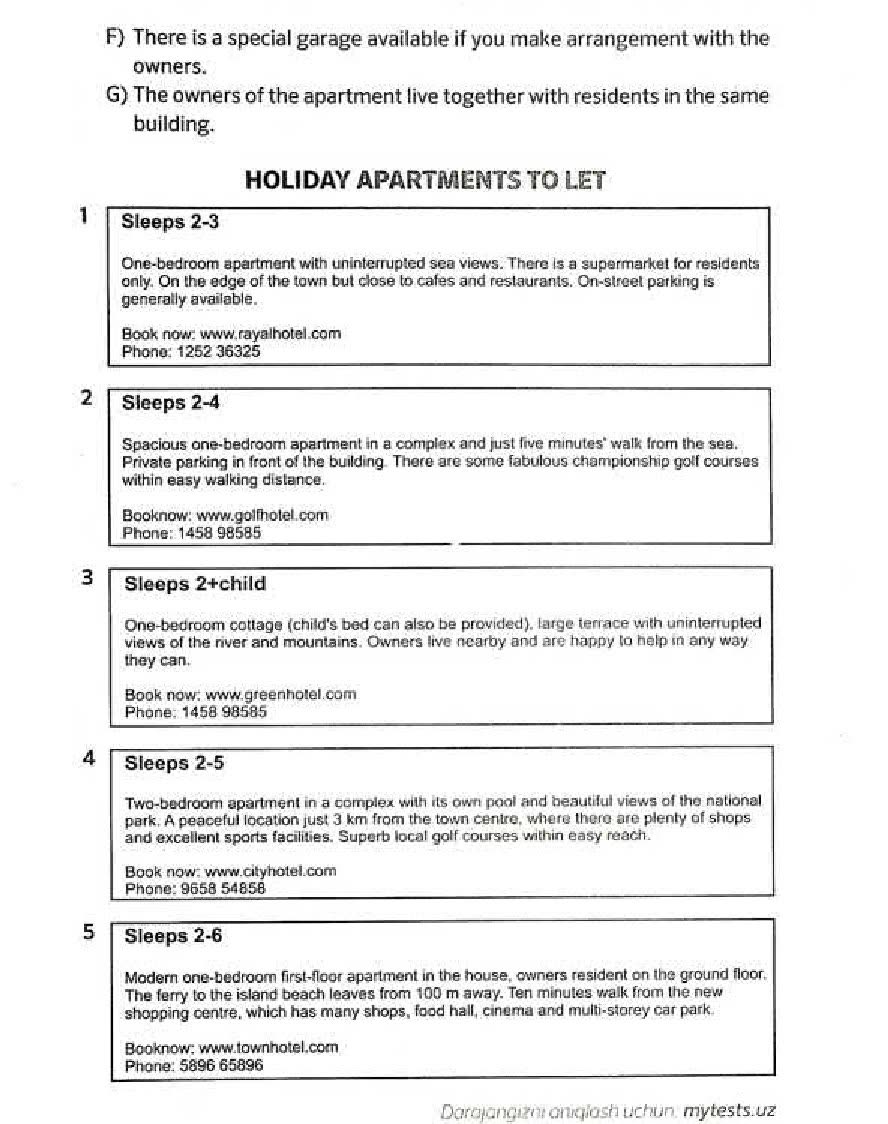 F) There is a special garage available if you make arrangement with the
owners.
G) The owners of the apartment live together with residents in the same
building.
HOLIDAY APARTMENTS TO LET
1
Sleeps 2-3
One-bedroom apartment with uninterrupted sea views. There is a supermarket for residents
only. On the edge of the town but close to cafes and restaurants. On-street parking is
generally available.
Book now: www.rayalhotel.com
Phone: 1252 36325
2
Sleeps 2-4
Spacious one-bedroom apartment in a complex and just five minutes' walk from the sea.
Private parking in front of the building. There are some fabulous championship golf courses
within easy walking distance.
Booknow: www.golfhotel.com
Phone: 1458 98585
3
Sleeps 2+child
One-bedroom cottage (child's bed can also be provided), large terrace with uninterrupted
views of the river and mountains. Owners live nearby and are happy to help in any way
they can.
Book now: www.greenhotel.com
Phone: 1458 98585
4
Sleeps 2-5
Two-bedroom apartment in a complex with its own pool and beautiful views of the national
park. A peaceful location just 3 km from the town centre, where there are plenty of shops
and excellent sports facilities. Superb local golf courses within easy reach.
Book now: www.cityhotel.com
Phone: 9658 54856
5
Sleeps 2-6
Modern one-bedroom first-floor apartment in the house, owners resident on the ground floor.
The ferry to the island beach leaves from 100 m away. Ten minutes walk from the new
shopping centre, which has many shops, food hall, cinema and multi-storey car park.
Booknow: www.townhotel.com
Phone: 5896 65896
Darajangizni aniqlash uchun: mytests.uz